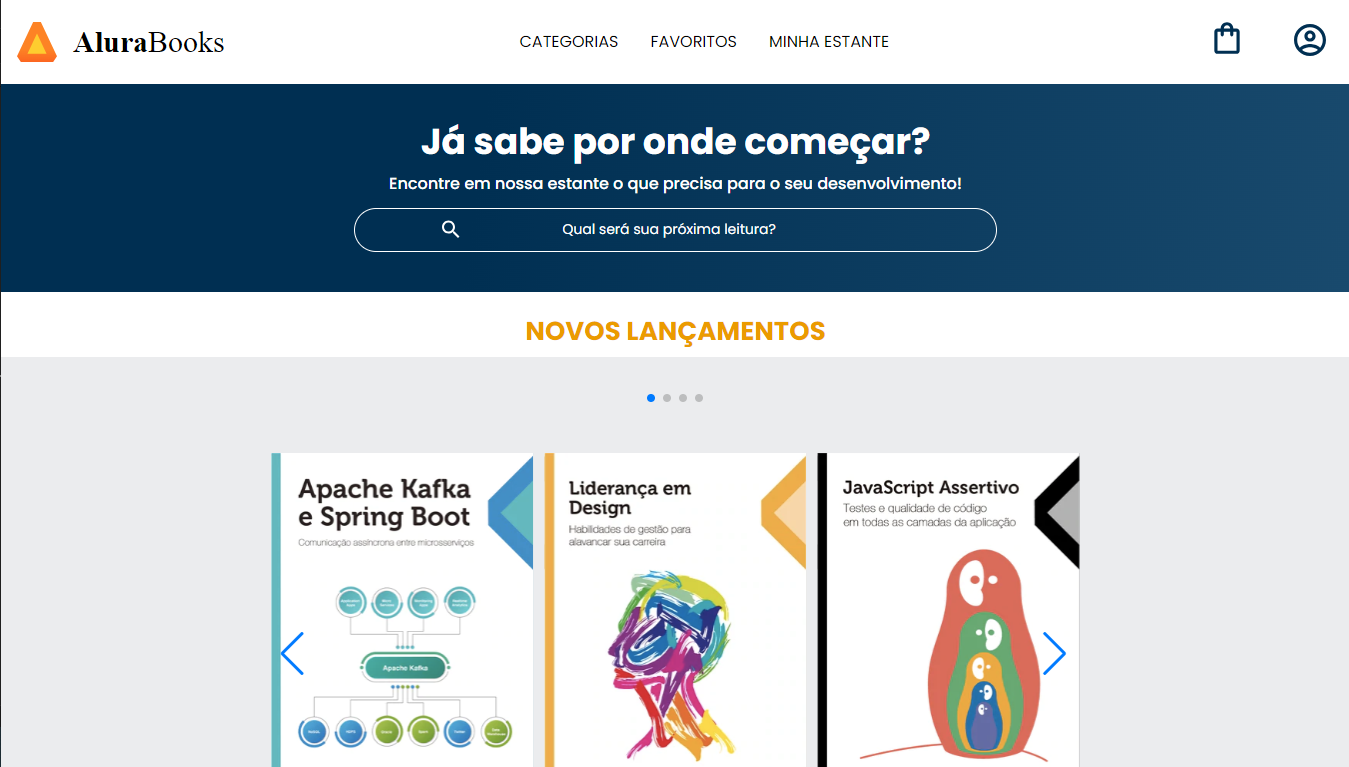 AluraBooks
CATEGORIAS
FAVORITOS
MINHA ESTANTE
Já sabe por onde começar?
Encontre em nossa estante o que precisa para o seu desenvolvimento!
Qual será sua próxima leitura?
NOVOS LANÇAMENTOS
Apache Kafka
e Spring Boot
Comunicação assíncrona entre microsserviços
Apache Kafka
Liderança em
Design
Habilidades de gestão para
alavancar sua carreira
JavaScript Assertivo
Testes e qualidade de código
em todas as camadas da aplicação